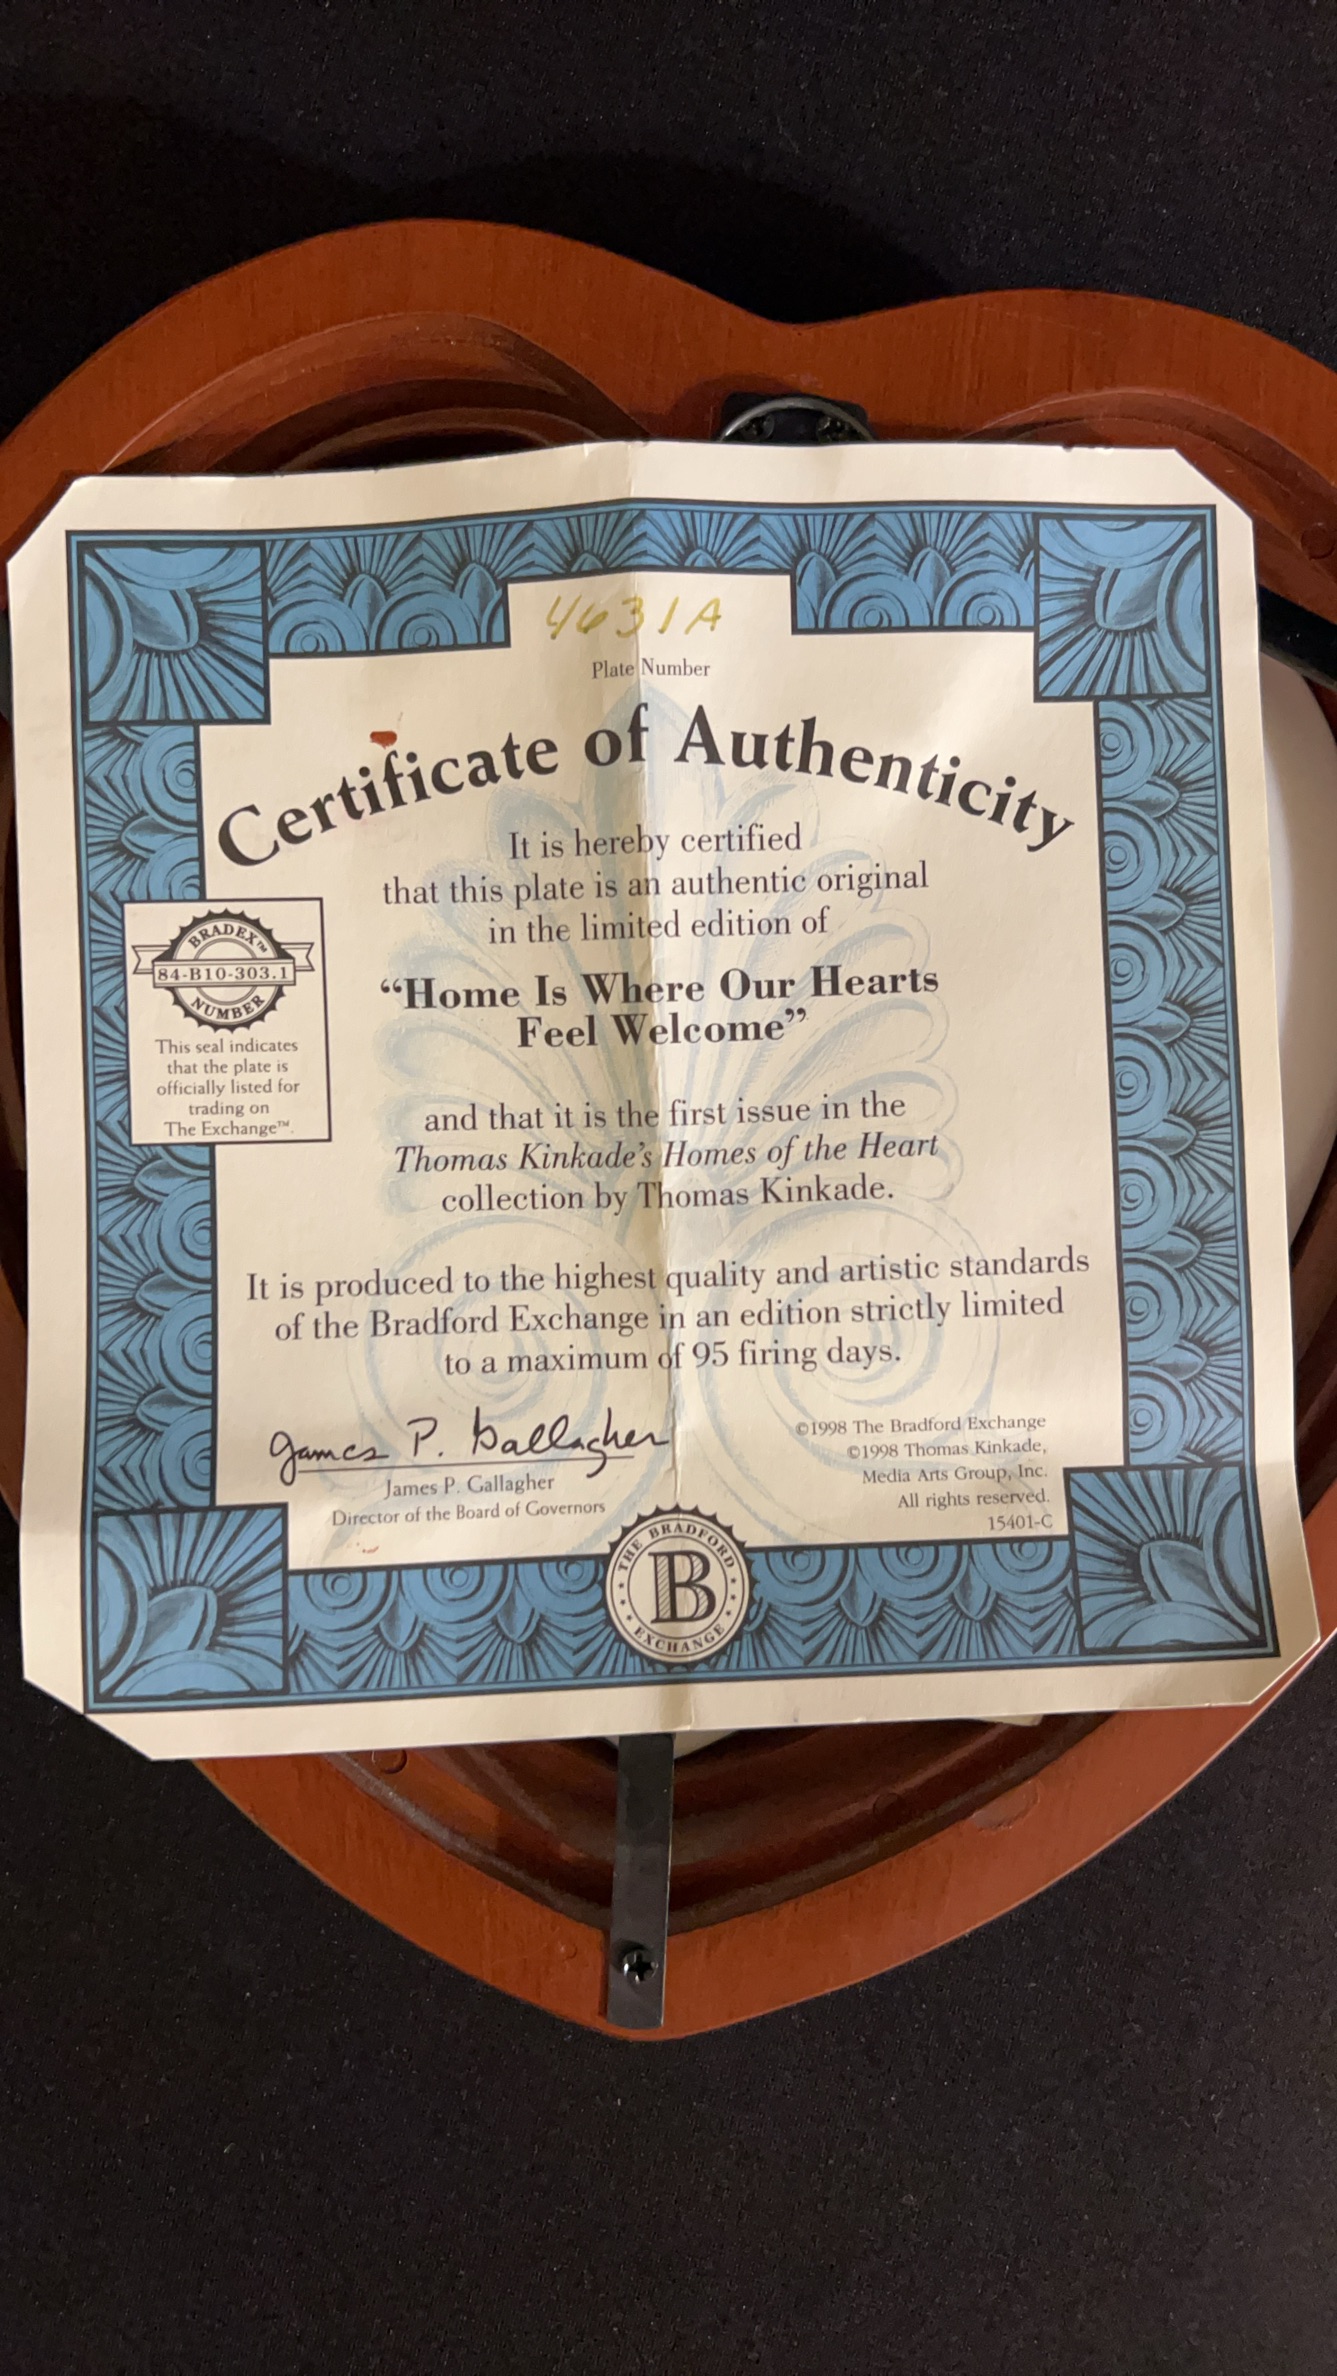 4631A
Plate Number
Certificate of Authenticity
It is hereby certified
that this plate is an authentic original
in the limited edition of
“Home Is Where Our Hearts
Feel Welcome”
BRADEX™
84-B10-303.1
NUMBER
This seal indicates
that the plate is
officially listed for
trading on
The Exchange™.
and that it is the first issue in the
Thomas Kinkade’s Homes of the Heart
collection by Thomas Kinkade.
It is produced to the highest quality and artistic standards
of the Bradford Exchange in an edition strictly limited
to a maximum of 95 firing days.
James P. Gallagher
James P. Gallagher
Director of the Board of Governors
©1998 The Bradford Exchange
©1998 Thomas Kinkade,
Media Arts Group, Inc.
All rights reserved.
15401-C
THE BRADFORD
B
EXCHANGE